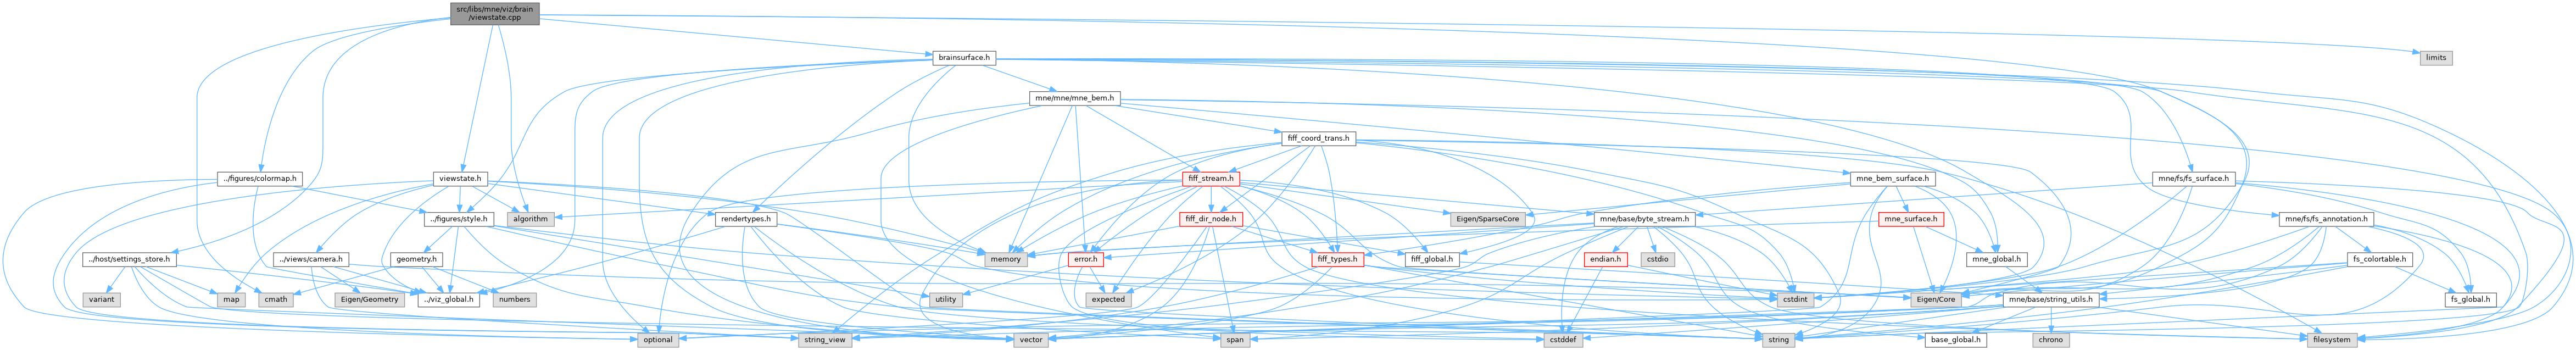 src/libs/mne/viz/brain
/viewstate.cpp
limits
brainsurface.h
mne/mne/mne_bem.h
fiff_coord_trans.h
../figures/colormap.h
viewstate.h
fiff_stream.h
mne_bem_surface.h
mne/fs/fs_surface.h
../figures/style.h
algorithm
rendertypes.h
fiff_dir_node.h
Eigen/SparseCore
mne/base/byte_stream.h
mne_surface.h
mne/fs/fs_annotation.h
../host/settings_store.h
../views/camera.h
geometry.h
memory
error.h
fiff_types.h
fiff_global.h
endian.h
cstdio
mne_global.h
fs_colortable.h
variant
map
cmath
Eigen/Geometry
../viz_global.h
numbers
utility
expected
cstdint
Eigen/Core
mne/base/string_utils.h
fs_global.h
optional
string_view
vector
span
cstddef
string
base_global.h
chrono
filesystem